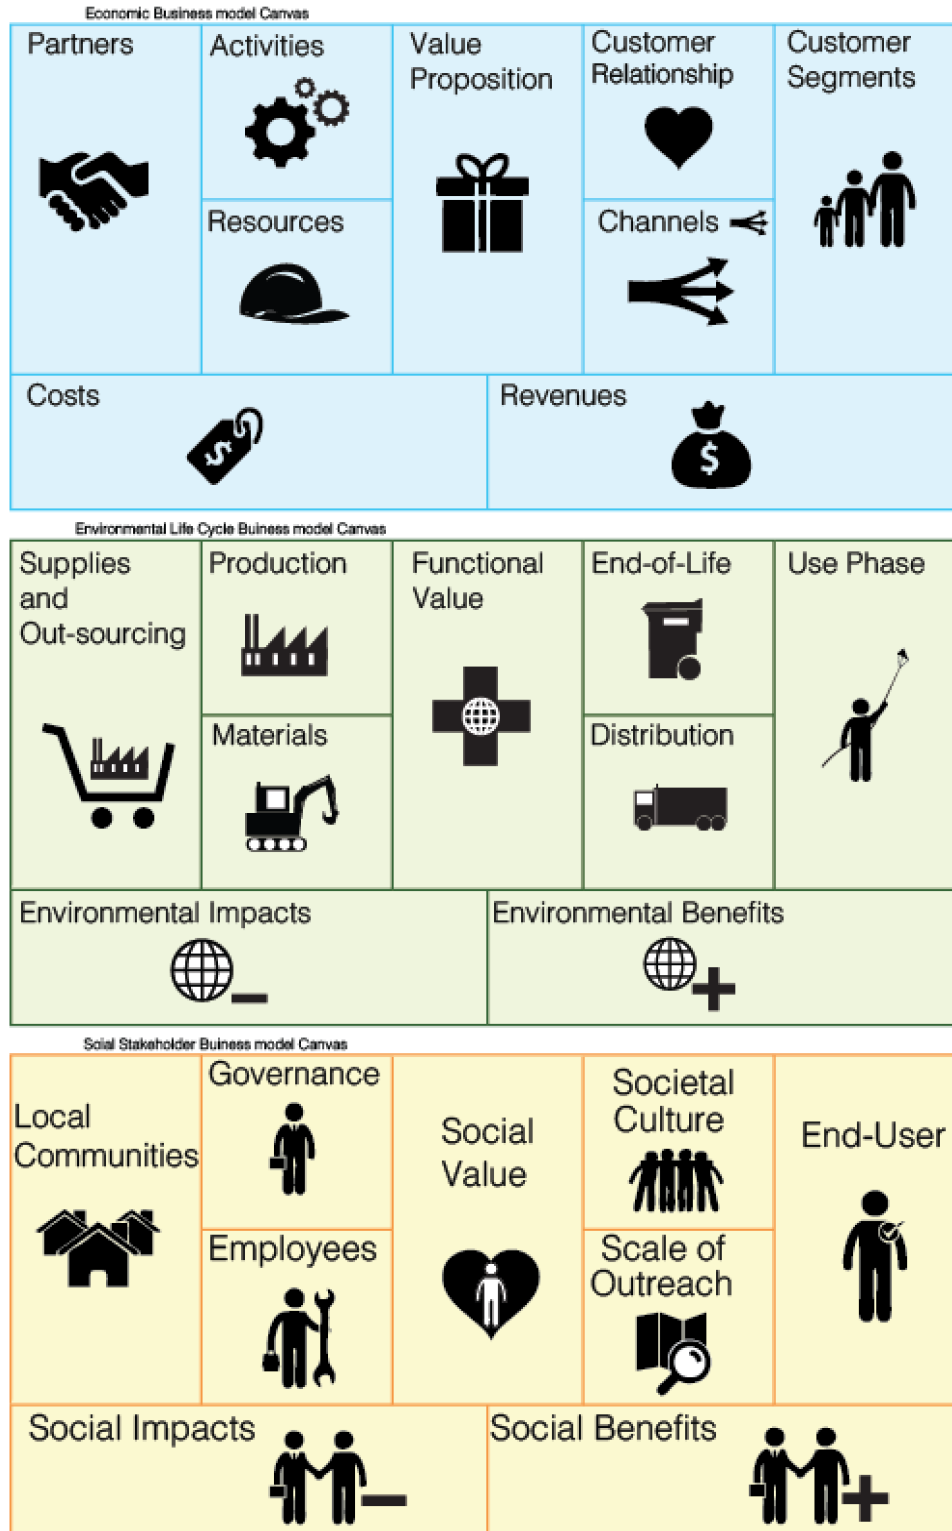 Economic Business model Canvas
Partners
Activities
Value
Proposition
Customer
Relationship
Customer
Segments
Resources
Channels
Costs
$
Revenues
$
Environmental Life Cycle Buiness model Canvas
Supplies
and
Out-sourcing
Production
Functional
Value
End-of-Life
Use Phase
Materials
Distribution
Environmental Impacts
Environmental Benefits
Soial Stakeholder Buiness model Canvas
Local
Communities
Governance
Social
Value
Societal
Culture
End-User
Employees
Scale of
Outreach
Social Impacts
Social Benefits